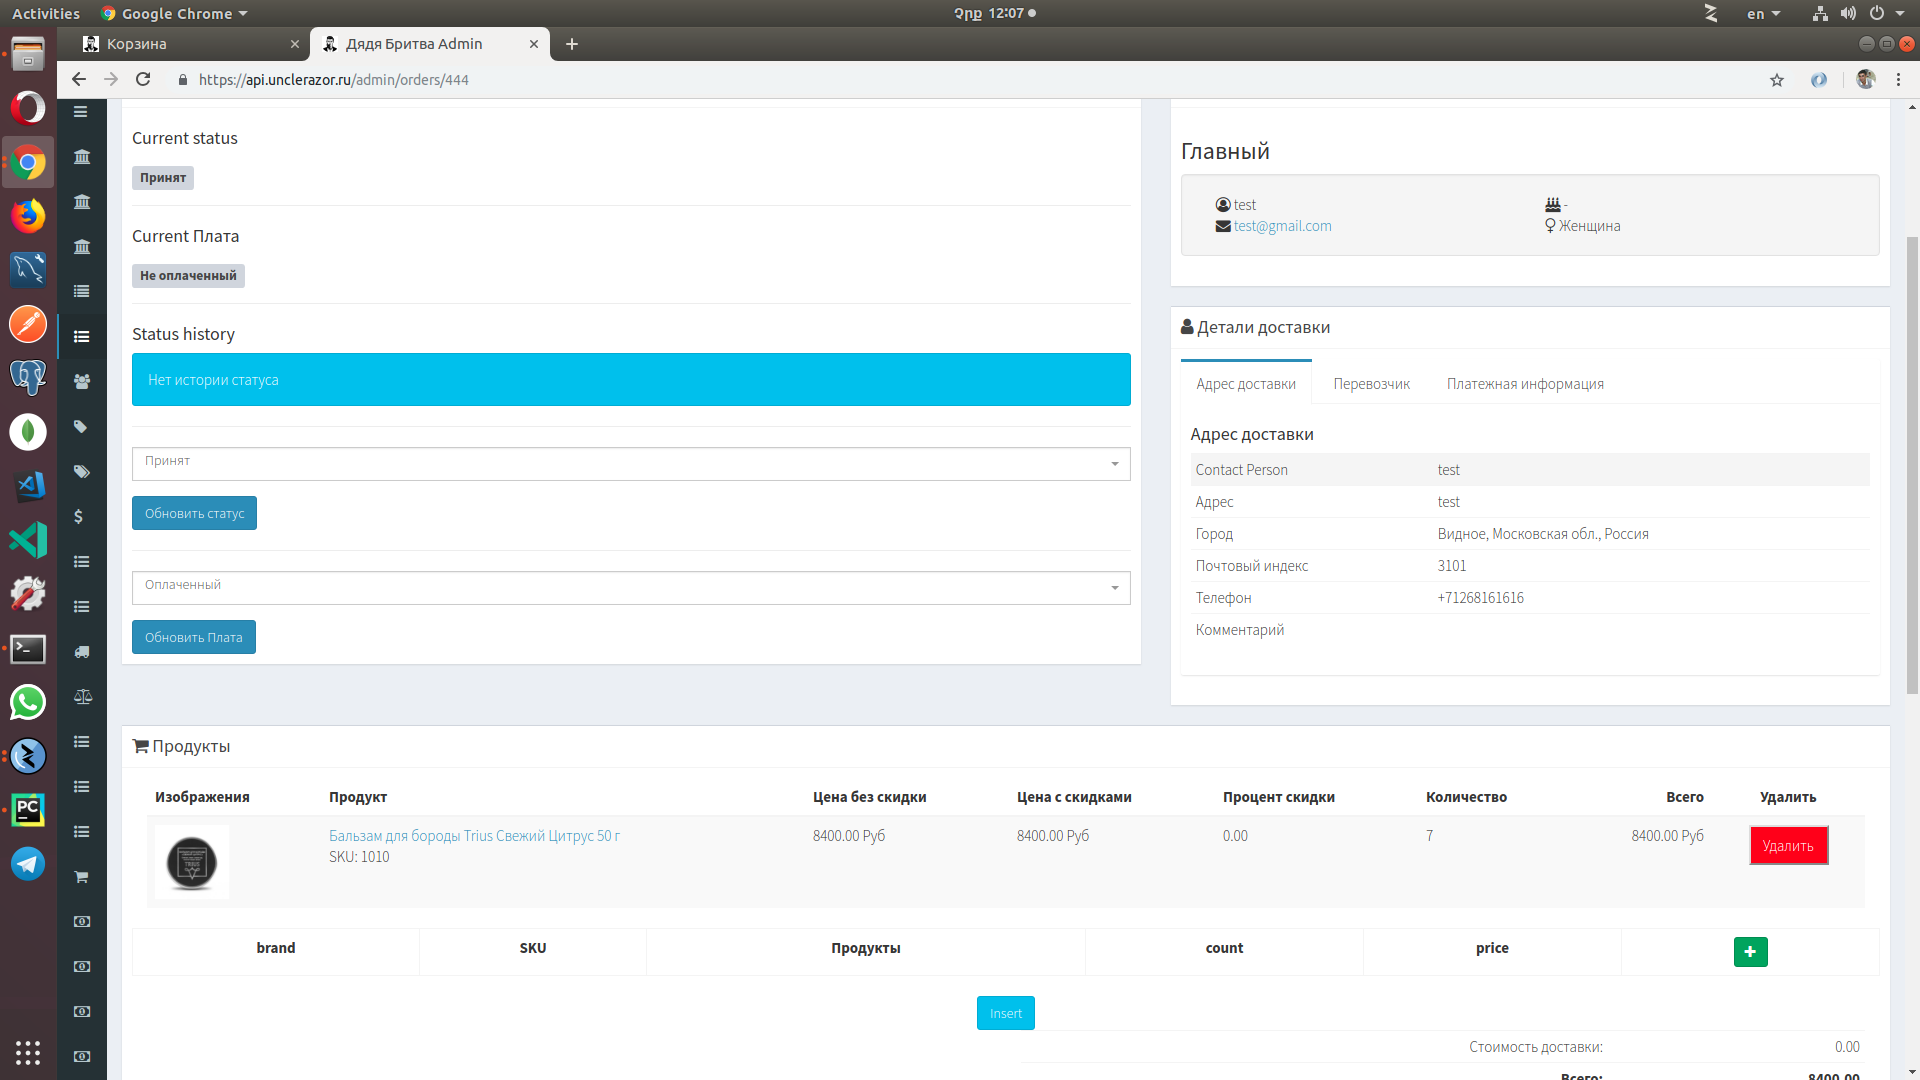 Activities
Google Chrome
Չրք 12:07
en
Корзина
Дядя Бритва Admin
https://api.unclerazor.ru/admin/orders/444
Current status
Принят
Current Плата
Не оплаченный
Status history
Нет истории статуса
Принят
Обновить статус
Оплаченный
Обновить Плата
Главный
test
-
test@gmail.com
Женщина
Детали доставки
Адрес доставки
Перевозчик
Платежная информация
Адрес доставки
Contact Person test
Адрес test
Город Видное, Московская обл., Россия
Почтовый индекс 3101
Телефон +71268161616
Комментарий
Продукты
Изображения Продукт Цена без скидки Цена с скидками Процент скидки Количество Всего Удалить
Бальзам для бороды Trius Свежий Цитрус 50 г 8400.00 Руб 8400.00 Руб 0.00 7 8400.00 Руб Удалить
SKU: 1010
TRIUS
brand SKU Продукты count price
Insert
Стоимость доставки: 0.00
Всего: 8400.00
PC